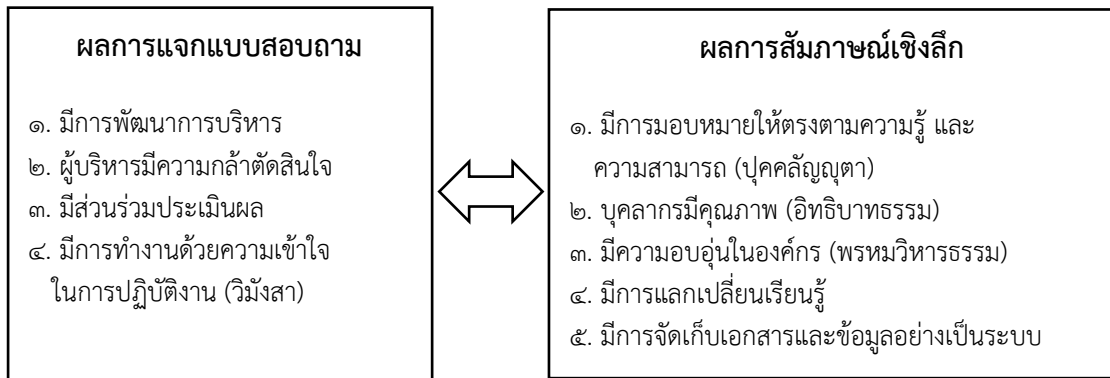 ผลการแจกแบบสอบถาม
๑. มีการพัฒนาการบริหาร
๒. ผู้บริหารมีความกล้าตัดสินใจ
๓. มีส่วนร่วมประเมินผล
๔. มีการทำงานด้วยความเข้าใจ
ในการปฏิบัติงาน (วิมังสา)
ผลการสัมภาษณ์เชิงลึก
๑. มีการมอบหมายให้ตรงตามความรู้ และ
ความสามารถ (ปุคคลัญญุตา)
๒. บุคลากรมีคุณภาพ (อิทธิบาทธรรม)
๓. มีความอบอุ่นในองค์กร (พรหมวิหารธรรม)
๔. มีการแลกเปลี่ยนเรียนรู้
๕. มีการจัดเก็บเอกสารและข้อมูลอย่างเป็นระบบ